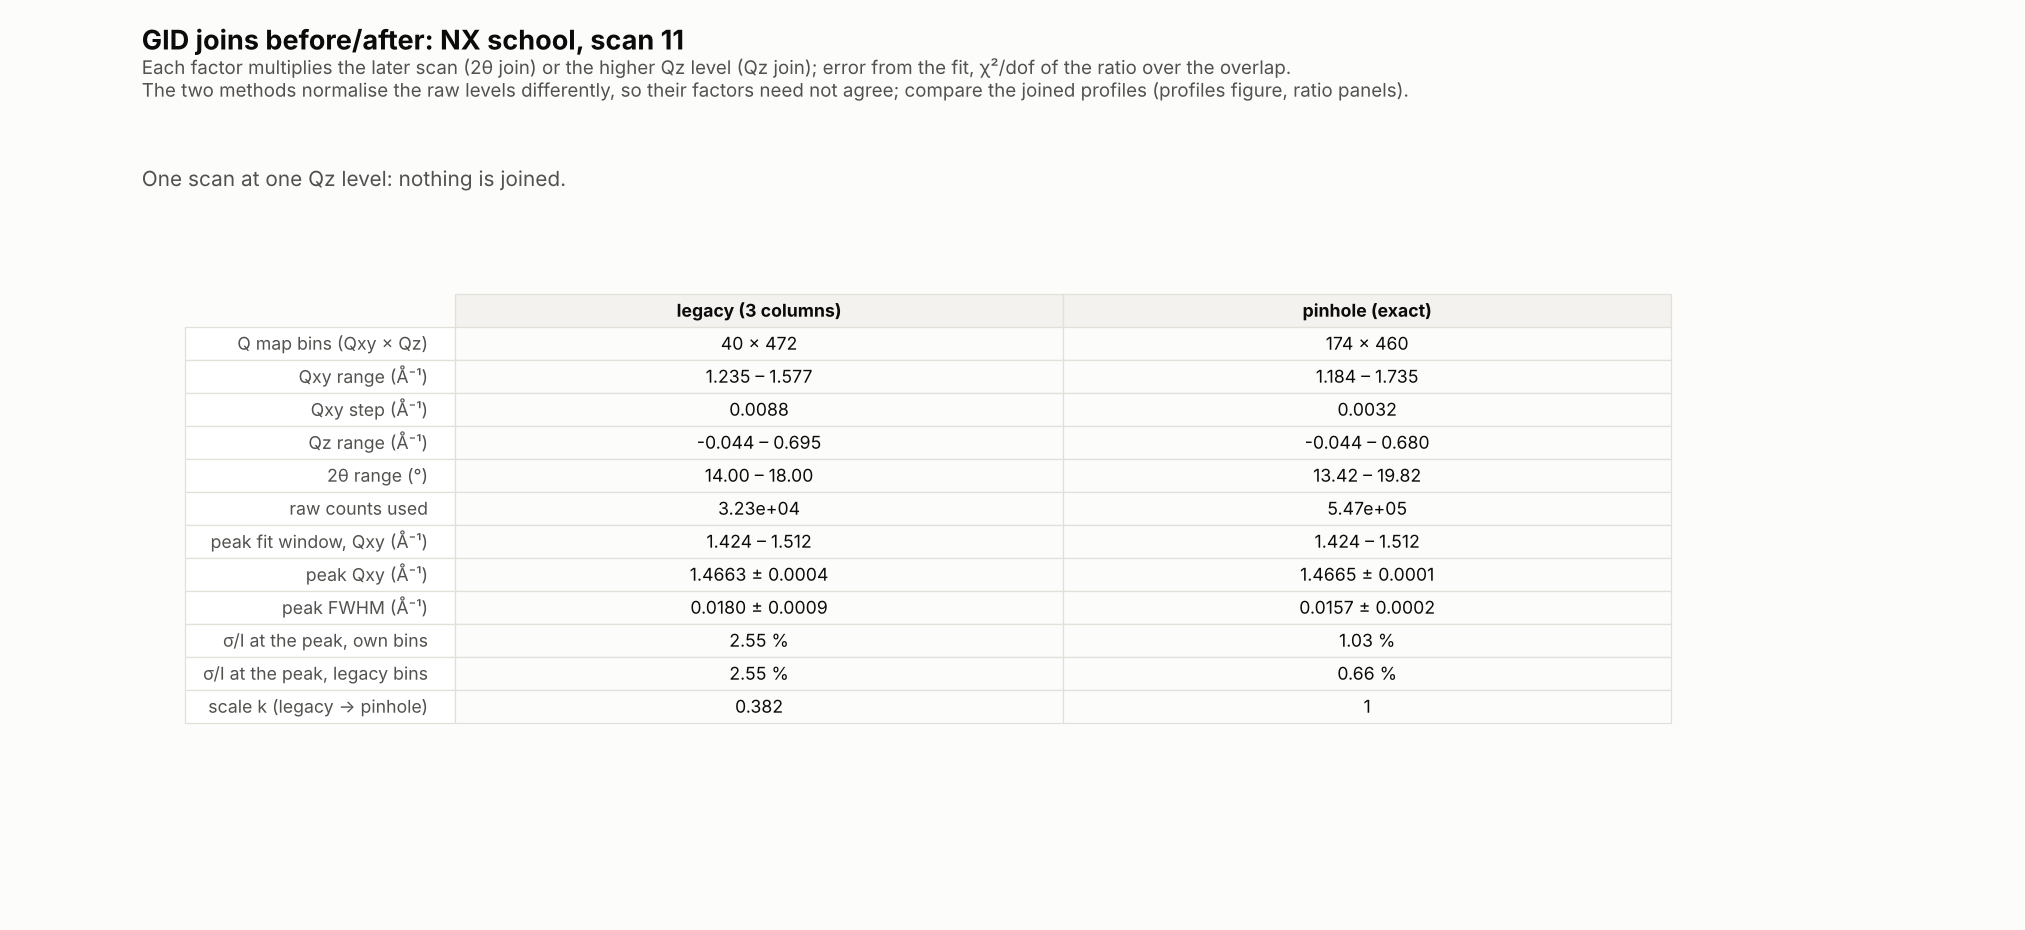 GID joins before/after: NX school, scan 11
Each factor multiplies the later scan (2θ join) or the higher Qz level (Qz join); error from the fit, χ²/dof of the ratio over the overlap.
The two methods normalise the raw levels differently, so their factors need not agree; compare the joined profiles (profiles figure, ratio panels).
One scan at one Qz level: nothing is joined.
legacy (3 columns) pinhole (exact)
Q map bins (Qxy × Qz) 40 × 472 174 × 460
Qxy range (Å⁻¹) 1.235 – 1.577 1.184 – 1.735
Qxy step (Å⁻¹) 0.0088 0.0032
Qz range (Å⁻¹) -0.044 – 0.695 -0.044 – 0.680
2θ range (°) 14.00 – 18.00 13.42 – 19.82
raw counts used 3.23e+04 5.47e+05
peak fit window, Qxy (Å⁻¹) 1.424 – 1.512 1.424 – 1.512
peak Qxy (Å⁻¹) 1.4663 ± 0.0004 1.4665 ± 0.0001
peak FWHM (Å⁻¹) 0.0180 ± 0.0009 0.0157 ± 0.0002
σ/I at the peak, own bins 2.55 % 1.03 %
σ/I at the peak, legacy bins 2.55 % 0.66 %
scale k (legacy → pinhole) 0.382 1